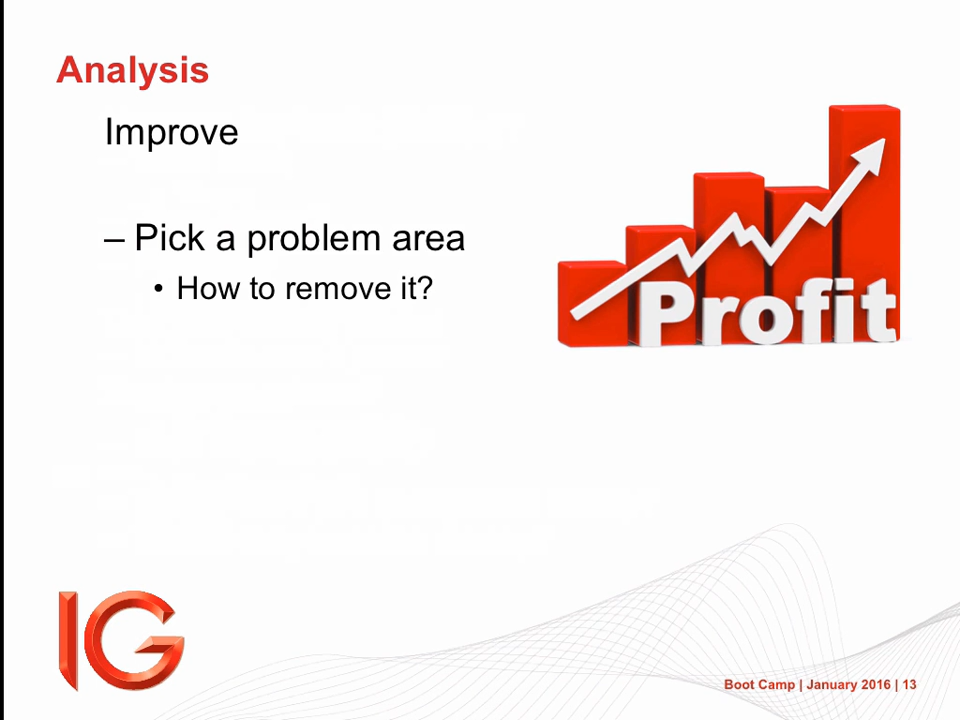 Analysis
Improve
– Pick a problem area
• How to remove it?
Profit
IG
Boot Camp | January 2016 | 13